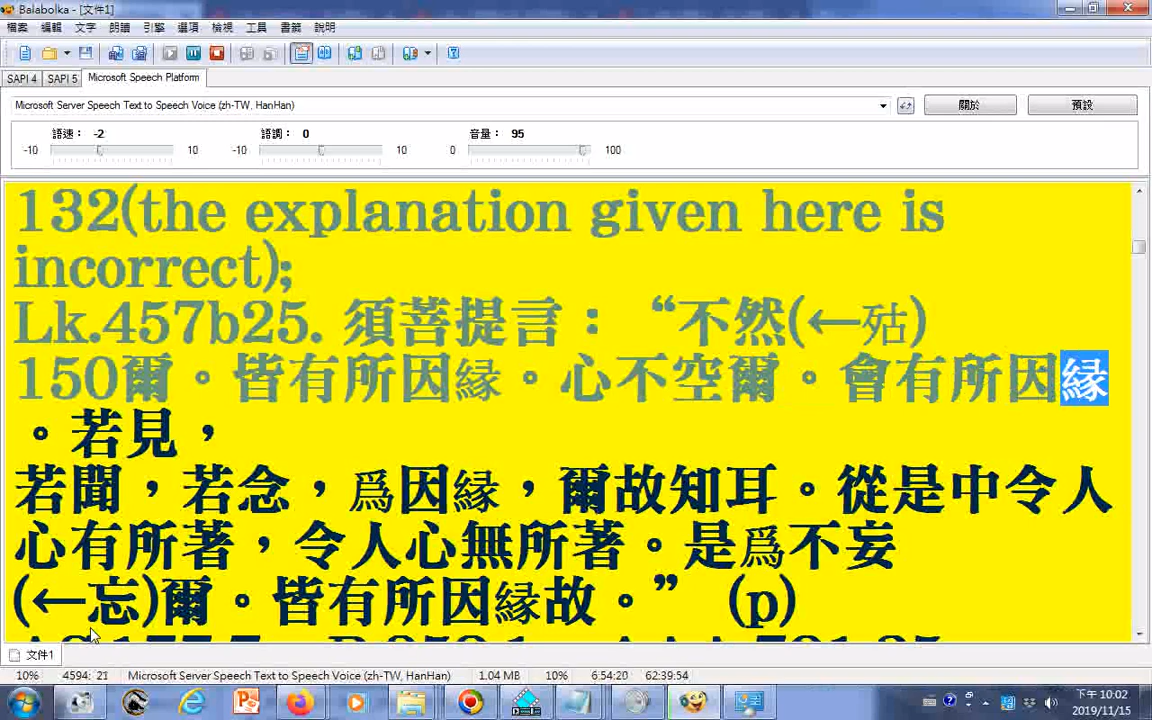 Balabolka - [文件1]
檔案 編輯 文字 朗讀 引擎 選項 檢視 工具 書籤 說明
SAPI 4 SAPI 5 Microsoft Speech Platform
Microsoft Server Speech Text to Speech Voice (zh-TW, HanHan) 關於 預設
語速： -2 語調： 0 音量： 95
-10 10 -10 10 0 100
132(the explanation given here is
incorrect);
Lk.457b25. 須菩提言：“不然(←殆)
150爾。皆有所因縁。心不空爾。會有所因縁
。若見，
若聞，若念，爲因縁，爾故知耳。從是中令人
心有所著，令人心無所著。是爲不妄
(←忘)爾。皆有所因縁故。” (p)
文件1
10% 4594: 21 Microsoft Server Speech Text to Speech Voice (zh-TW, HanHan) 1.04 MB 10% 6:54:20 62:39:54
下午 10:02
2019/11/15